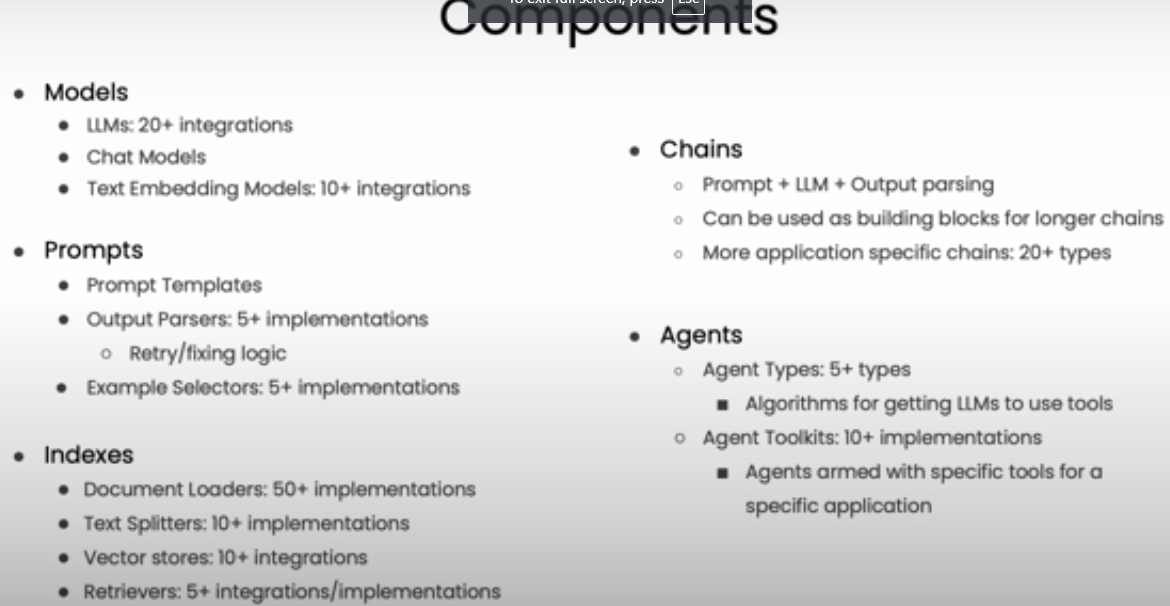 To exit full screen, press Esc
Components
Models
LLMs: 20+ integrations
Chat Models
Text Embedding Models: 10+ integrations
Prompts
Prompt Templates
Output Parsers: 5+ implementations
Retry/fixing logic
Example Selectors: 5+ implementations
Indexes
Document Loaders: 50+ implementations
Text Splitters: 10+ implementations
Vector stores: 10+ integrations
Retrievers: 5+ integrations/implementations
Chains
Prompt + LLM + Output parsing
Can be used as building blocks for longer chains
More application specific chains: 20+ types
Agents
Agent Types: 5+ types
Algorithms for getting LLMs to use tools
Agent Toolkits: 10+ implementations
Agents armed with specific tools for a
specific application